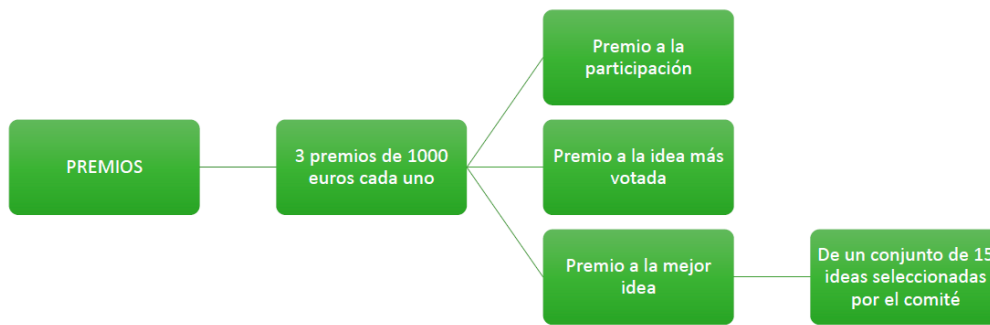 PREMIOS
3 premios de 1000
euros cada uno
Premio a la
participación
Premio a la idea más
votada
Premio a la mejor
idea
De un conjunto de 15
ideas seleccionadas
por el comité